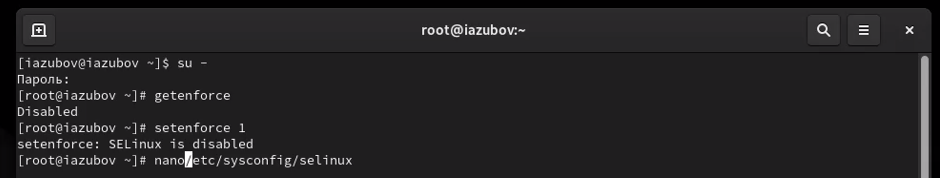 root@iazubov:~
[iazubov@iazubov ~]$ su -
Пароль:
[root@iazubov ~]# getenforce
Disabled
[root@iazubov ~]# setenforce 1
setenforce: SELinux is disabled
[root@iazubov ~]# nano/etc/sysconfig/selinux